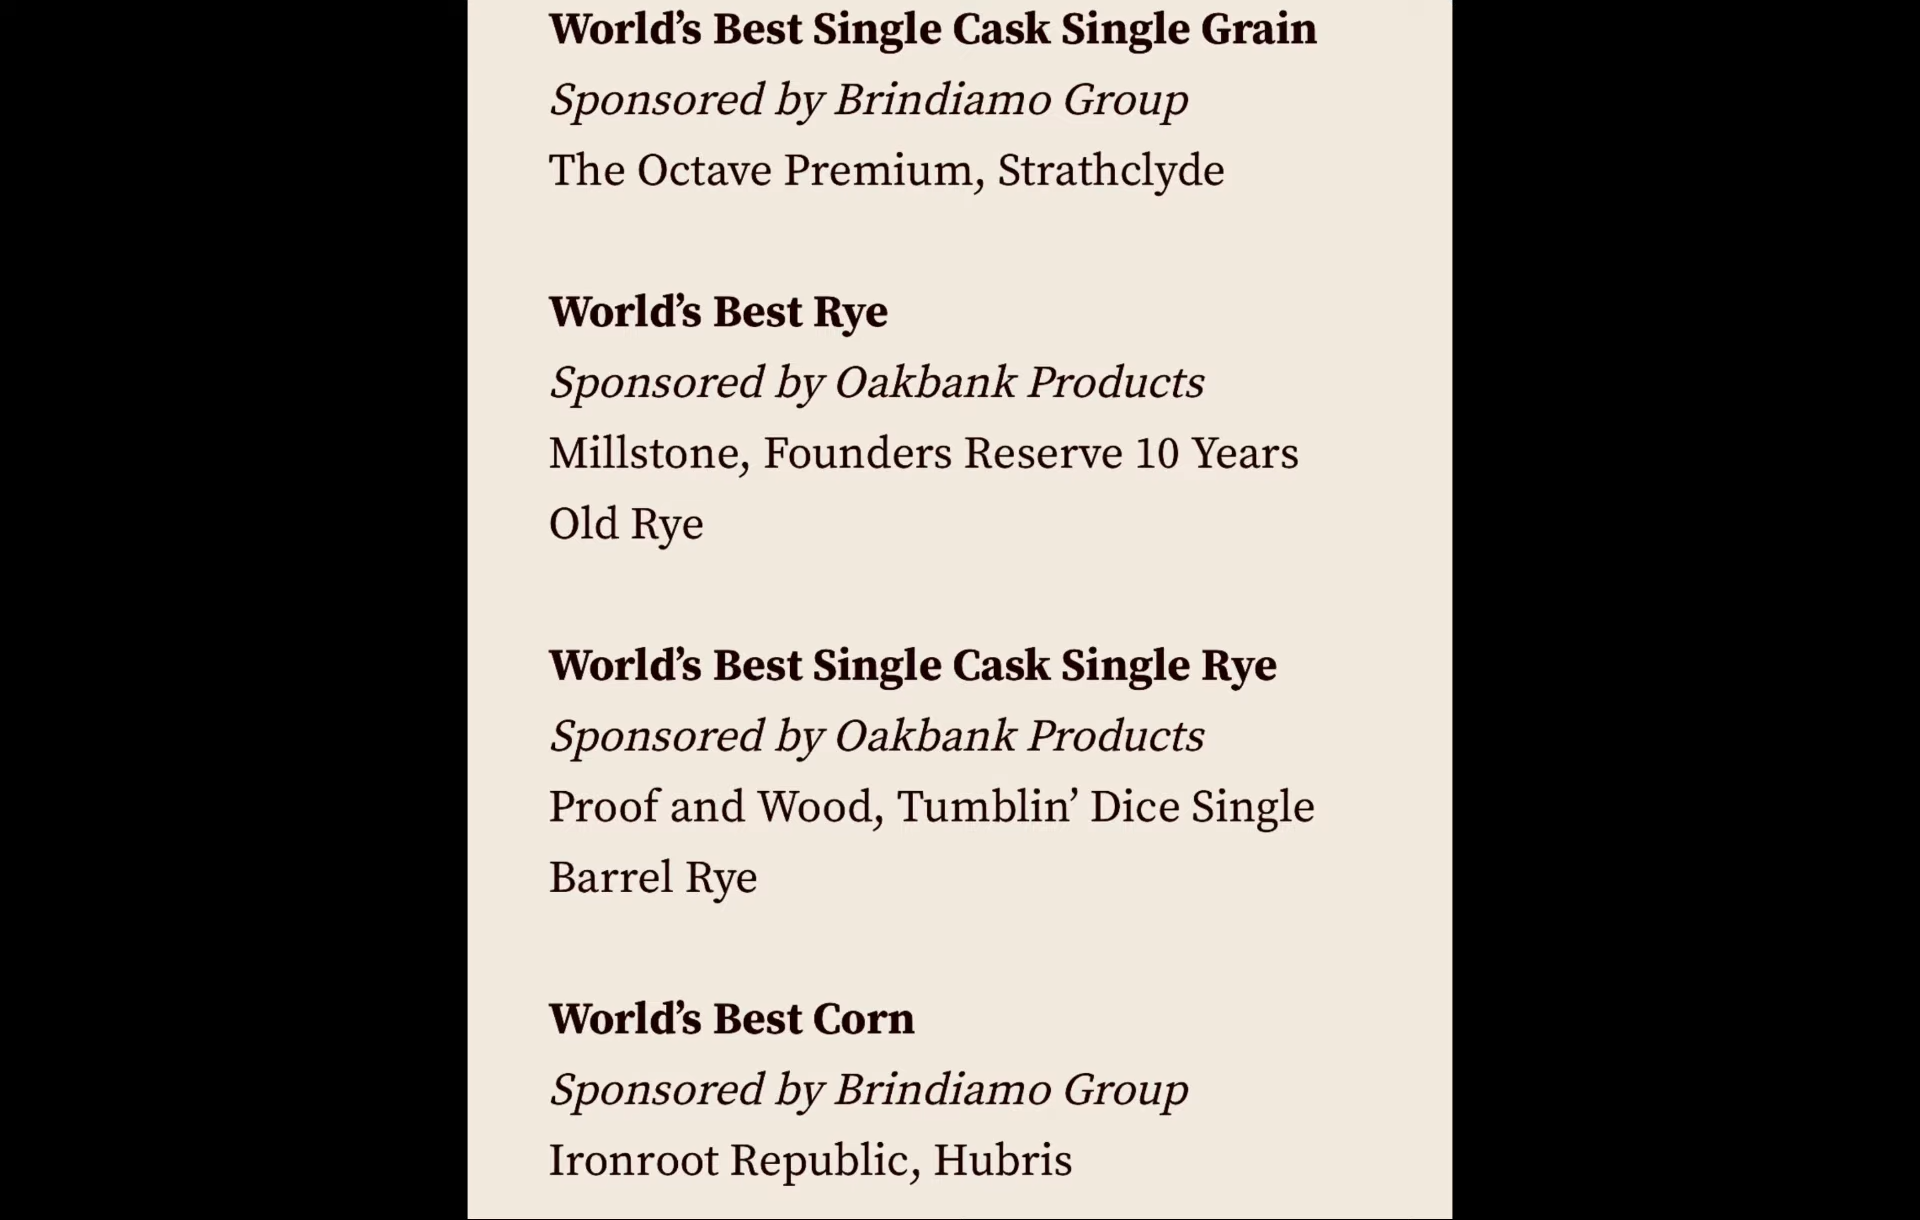 World’s Best Single Cask Single Grain
Sponsored by Brindiamo Group
The Octave Premium, Strathclyde
World’s Best Rye
Sponsored by Oakbank Products
Millstone, Founders Reserve 10 Years
Old Rye
World’s Best Single Cask Single Rye
Sponsored by Oakbank Products
Proof and Wood, Tumblin’ Dice Single
Barrel Rye
World’s Best Corn
Sponsored by Brindiamo Group
Ironroot Republic, Hubris